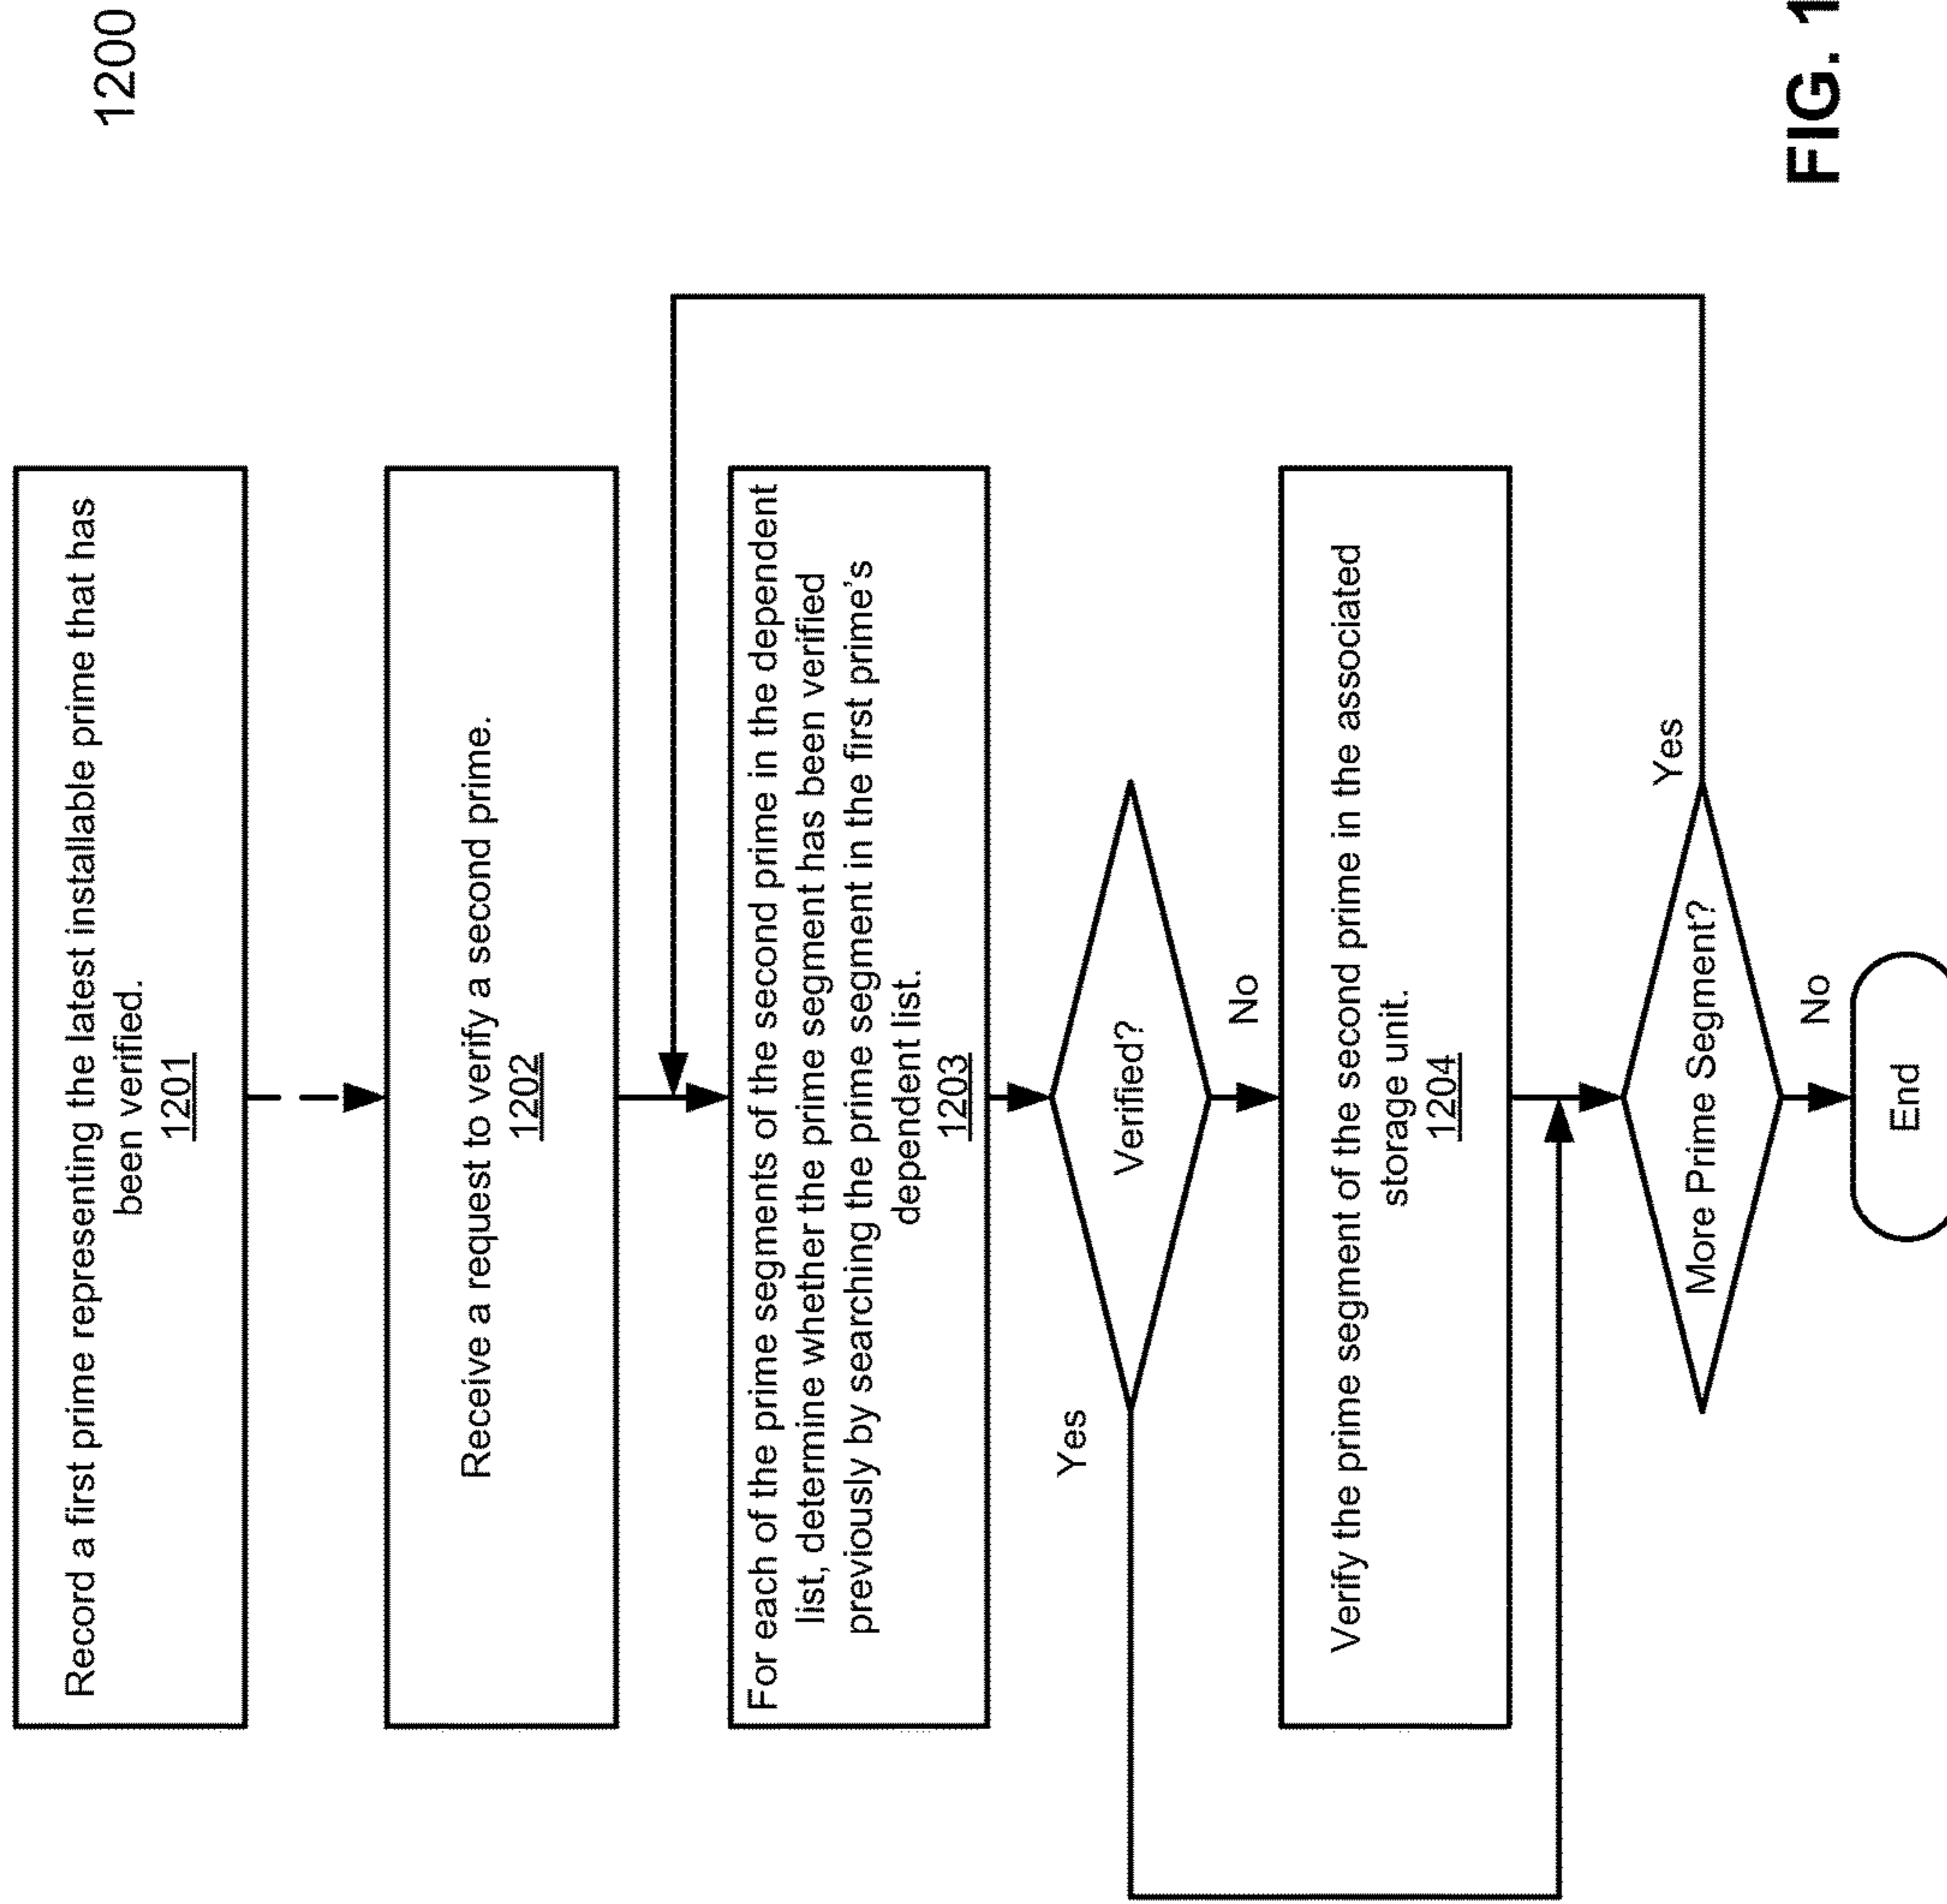 1200
Record a first prime representing the latest installable prime that has
been verified.
1201
Receive a request to verify a second prime.
1202
For each of the prime segments of the second prime in the dependent
list, determine whether the prime segment has been verified
previously by searching the prime segment in the first prime's
dependent list.
1203
Verified?
Yes
No
Verify the prime segment of the second prime in the associated
storage unit.
1204
More Prime Segment?
Yes
No
End
FIG. 1